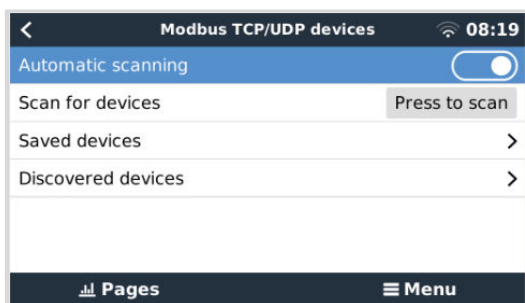 Modbus TCP/UDP devices 08:19
Automatic scanning
Scan for devices Press to scan
Saved devices
Discovered devices
Pages Menu